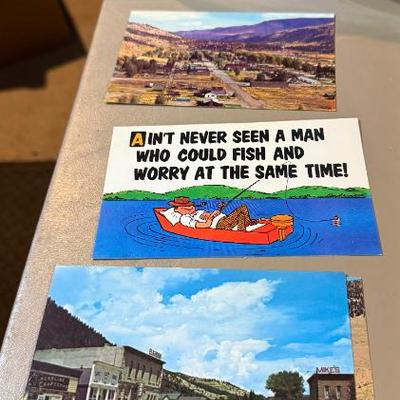 AIN'T NEVER SEEN A MAN
WHO COULD FISH AND
WORRY AT THE SAME TIME!
MIKE'S